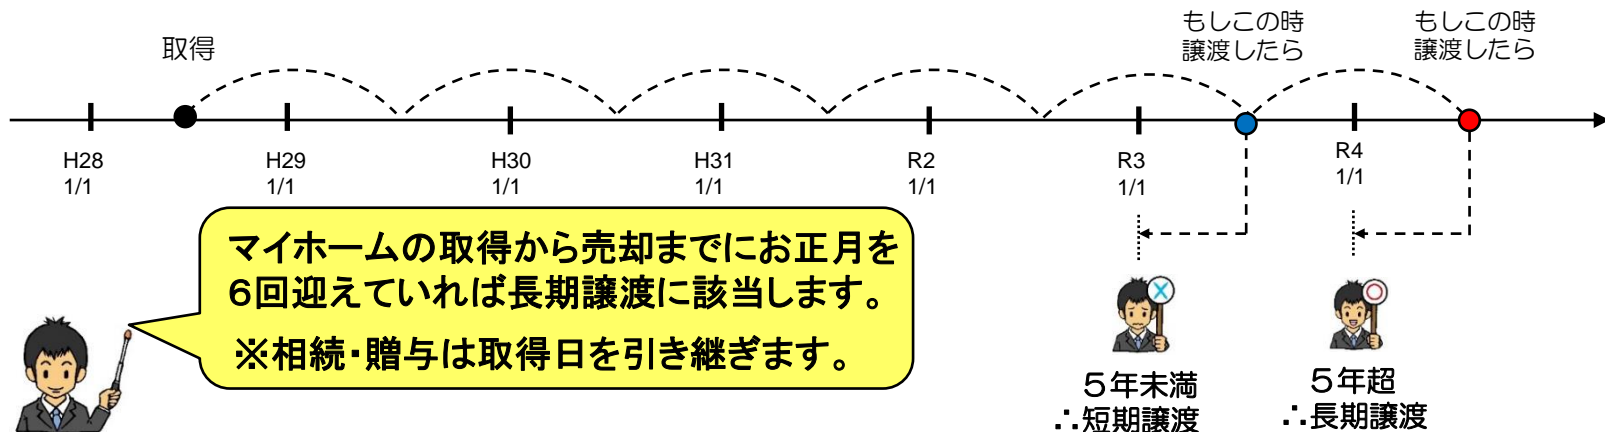 取得
もしこの時
譲渡したら
もしこの時
譲渡したら
H28
1/1
H29
1/1
H30
1/1
H31
1/1
R2
1/1
R3
1/1
R4
1/1
マイホームの取得から売却までにお正月を
6回迎えていれば長期譲渡に該当します。
※相続・贈与は取得日を引き継ぎます。
5年未満
∴短期譲渡
5年超
∴長期譲渡